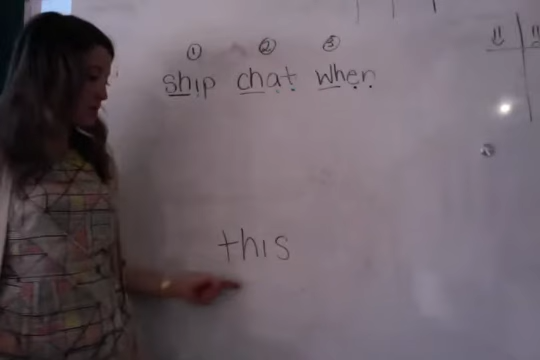 ① ② ③
ship chat when
this